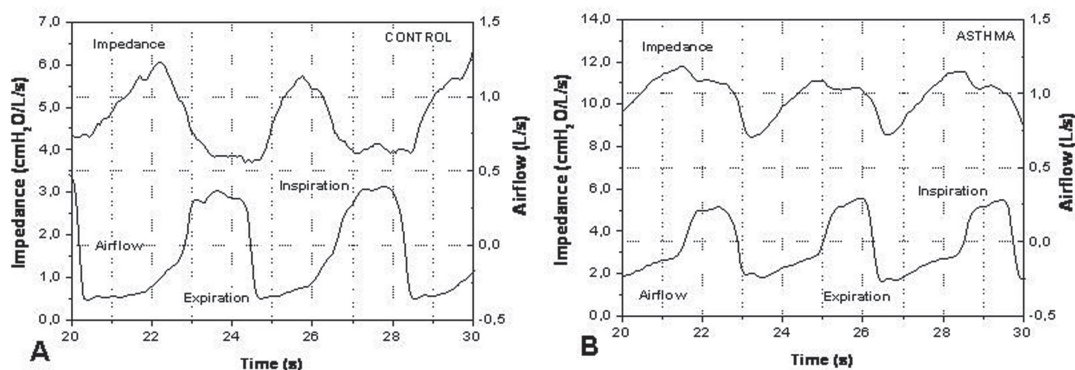 CONTROL
Impedance
Inspiration
Airflow
Expiration
7,0
6,0
5,0
4,0
3,0
2,0
1,0
0,0
Impedance (cmH₂O/L/s)
1,5
1,0
0,5
0,0
-0,5
Airflow (L/s)
20 22 24 26 28 30
Time (s)
A
ASTHMA
Impedance
Inspiration
Airflow
Expiration
14,0
12,0
10,0
8,0
6,0
4,0
2,0
0,0
Impedance (cmH₂O/L/s)
1,5
1,0
0,5
0,0
-0,5
Airflow (L/s)
20 22 24 26 28 30
Time (s)
B